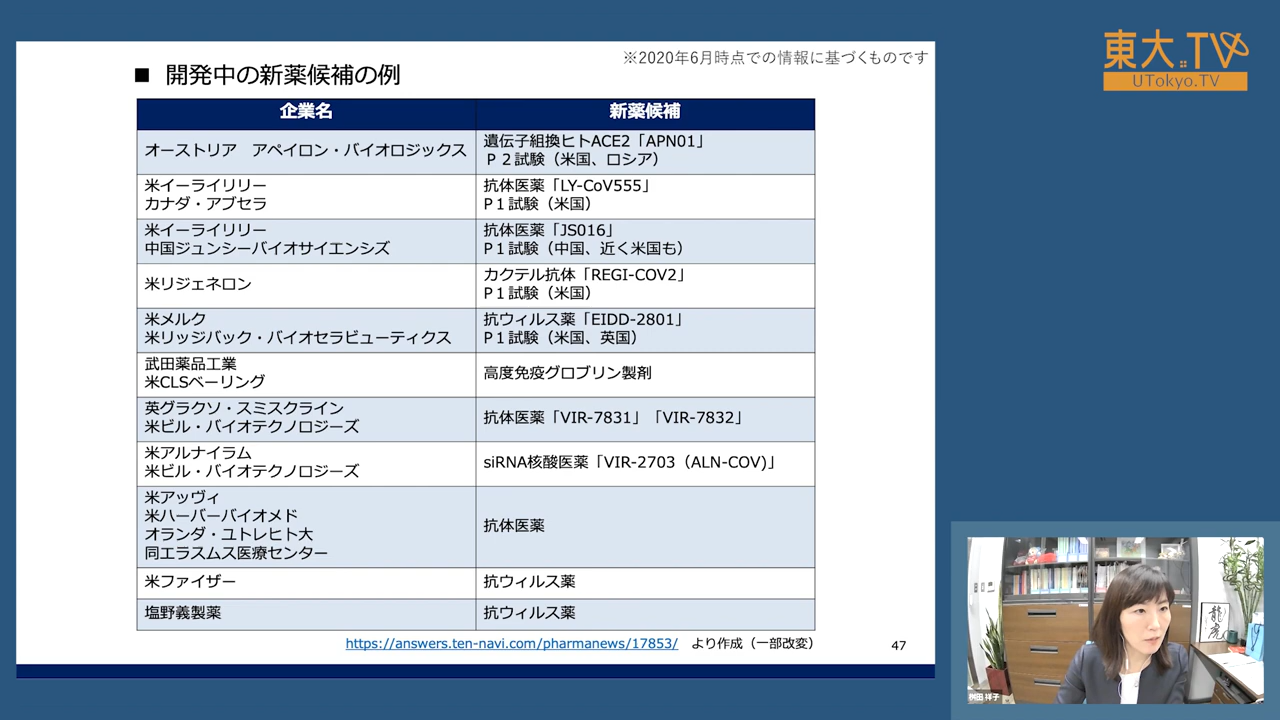 ※2020年6月時点での情報に基づくものです
東大TV
UTokyo.TV
■ 開発中の新薬候補の例
企業名
新薬候補
オーストリア アペイロン・バイオロジックス
遺伝子組換ヒトACE2「APN01」
P2試験（米国、ロシア）
米イーライリリー
カナダ・アブセラ
抗体医薬「LY-CoV555」
P1試験（米国）
米イーライリリー
中国ジュンシーバイオサイエンシズ
抗体医薬「JS016」
P1試験（中国、近く米国も）
米リジェネロン
カクテル抗体「REGI-COV2」
P1試験（米国）
米メルク
米リッジバック・バイオセラピューティクス
抗ウィルス薬「EIDD-2801」
P1試験（米国、英国）
武田薬品工業
米CLSベーリング
高度免疫グロブリン製剤
英グラクソ・スミスクライン
米ビル・バイオテクノロジーズ
抗体医薬「VIR-7831」「VIR-7832」
米アルナイラム
米ビル・バイオテクノロジーズ
siRNA核酸医薬「VIR-2703（ALN-COV)」
米アッヴィ
米ハーバーバイオメド
オランダ・ユトレヒト大
同エラスムス医療センター
抗体医薬
米ファイザー
抗ウィルス薬
塩野義製薬
抗ウィルス薬
https://answers.ten-navi.com/pharmanews/17853/ より作成（一部改変）
47